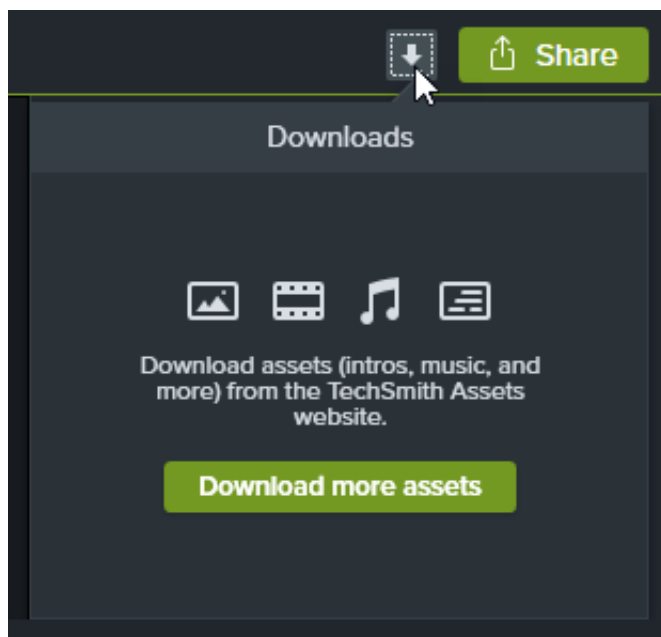 Share
Downloads
Download assets (intros, music, and
more) from the TechSmith Assets
website.
Download more assets